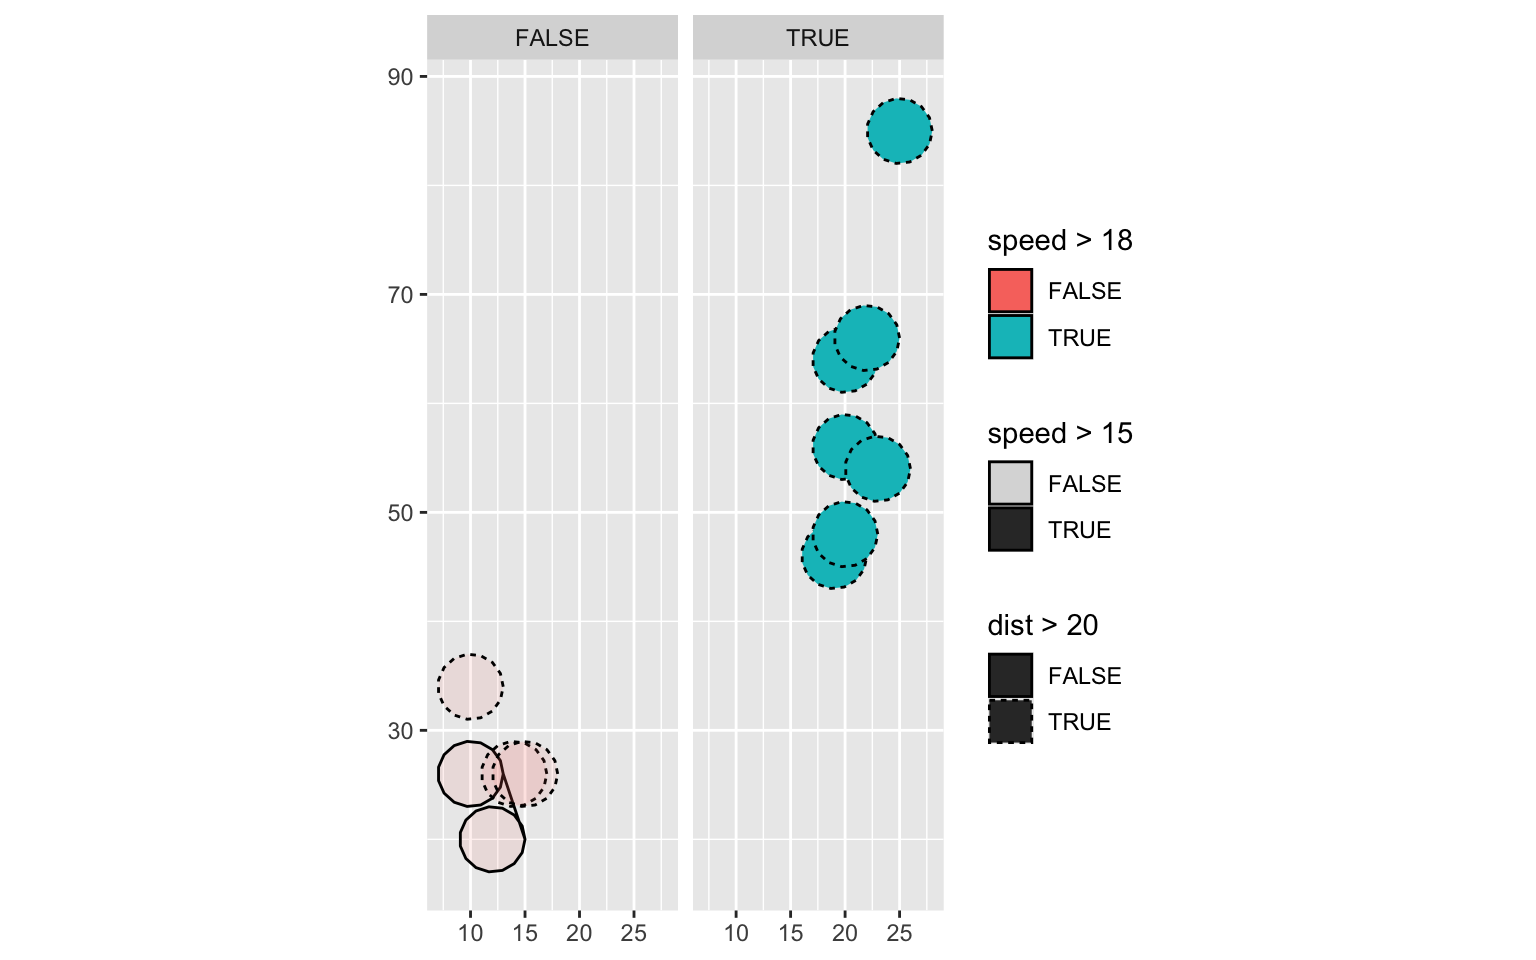 FALSE TRUE
90
70
50
30
10 15 20 25 10 15 20 25
speed > 18
FALSE
TRUE
speed > 15
FALSE
TRUE
dist > 20
FALSE
TRUE